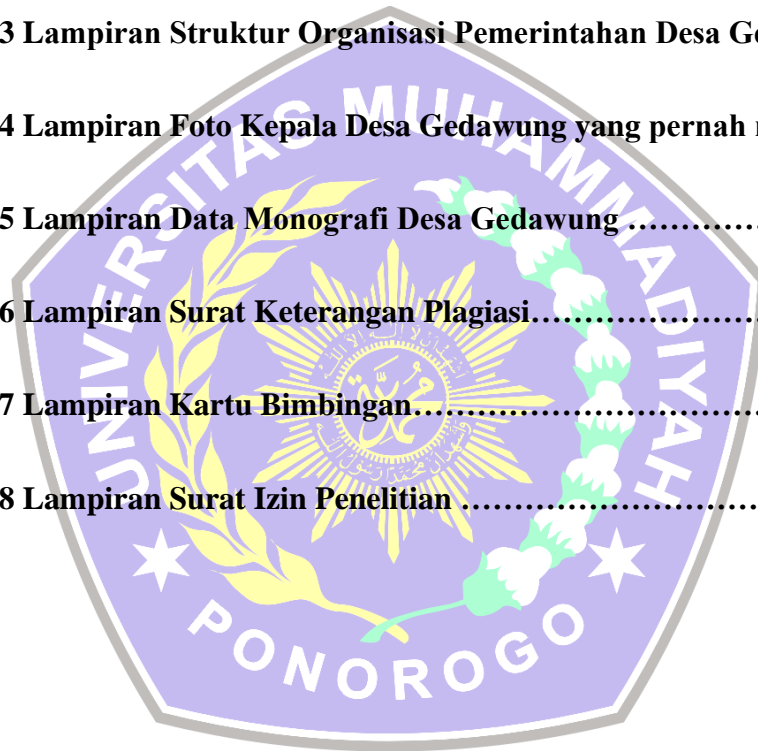 3 Lampiran Struktur Organisasi Pemerintahan Desa
4 Lampiran Foto Kepala Desa Gedawung yang pernah
5 Lampiran Data Monografi Desa Gedawung ……………
6 Lampiran Surat Keterangan Plagiasi……………………
7 Lampiran Kartu Bimbingan………………………………
8 Lampiran Surat Izin Penelitian …………………………
UNIVERSITAS MUHAMMADIYAH
PONOROGO